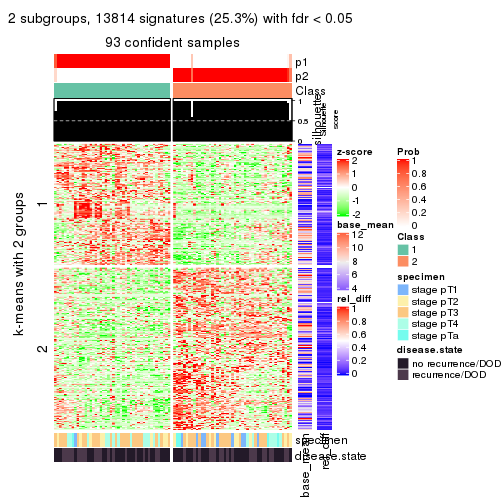 2 subgroups, 13814 signatures (25.3%) with fdr < 0.05
93 confident samples
p1
p2
Class
1
0.5
0
silhouette
Silhouette
score
k-means with 2 groups
1
2
specimen
disease.state
base_mean
rel_diff
z-score
2
1
0
-1
-2
base_mean
12
10
8
6
4
rel_diff
1
0.8
0.6
0.4
0.2
0
Prob
1
0.8
0.6
0.4
0.2
0
Class
1
2
specimen
stage pT1
stage pT2
stage pT3
stage pT4
stage pTa
disease.state
no recurrence/DOD
recurrence/DOD